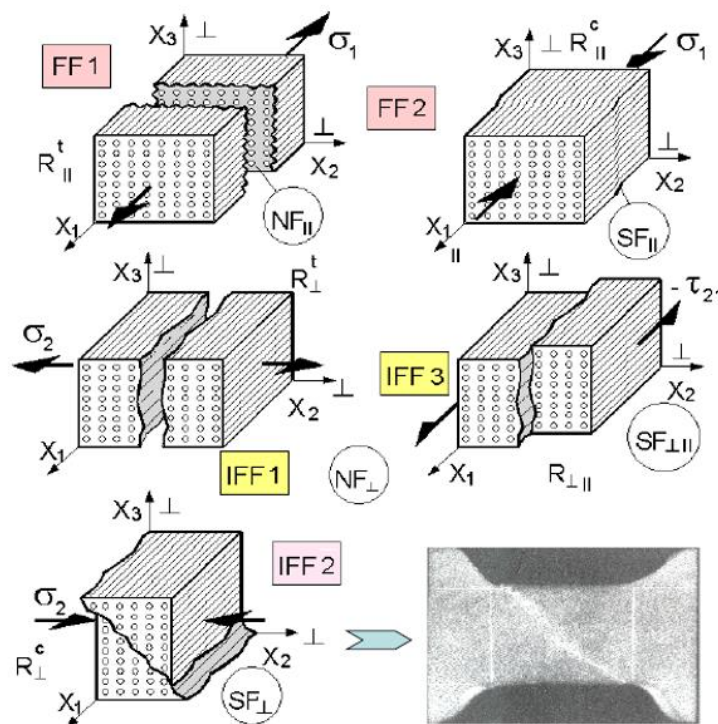 X3 ⊥
σ1
FF 1
R∥ t
⊥
X2
X1
NF∥
X3 ⊥ R∥ c
σ1
FF 2
⊥
X2
X1
∥
SF∥
X3 ⊥
R⊥ t
σ2
⊥
X2
X1
IFF 1
NF⊥
X3 ⊥
- τ21
IFF 3
⊥
X2
X1
R⊥∥
SF⊥∥
X3 ⊥
IFF 2
σ2
R⊥ c
⊥
X2
X1
SF⊥